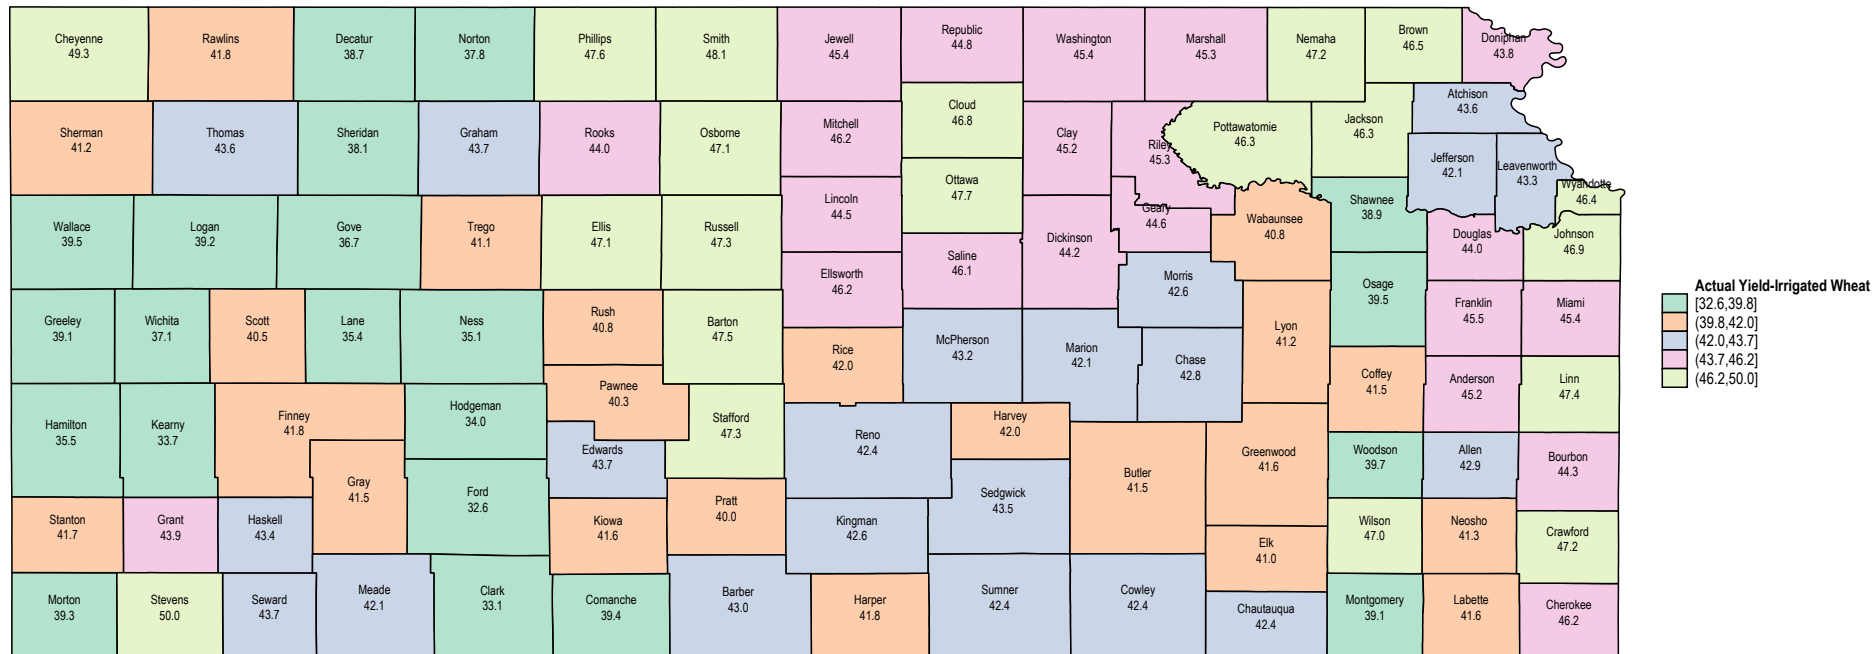 Cheyenne
49.3
Rawlins
41.8
Decatur
38.7
Norton
37.8
Phillips
47.6
Smith
48.1
Jewell
45.4
Republic
44.8
Washington
45.4
Marshall
45.3
Nemaha
47.2
Brown
46.5
Doniphan
43.8
Sherman
41.2
Thomas
43.6
Sheridan
38.1
Graham
43.7
Rooks
44.0
Osborne
47.1
Mitchell
46.2
Cloud
46.8
Clay
45.2
Riley
45.3
Pottawatomie
46.3
Jackson
46.3
Atchison
43.6
Jefferson
42.1
Leavenworth
43.3
Wyandotte
46.4
Wallace
39.5
Logan
39.2
Gove
36.7
Trego
41.1
Ellis
47.1
Russell
47.3
Lincoln
44.5
Ottawa
47.7
Saline
46.1
Dickinson
44.2
Geary
44.6
Wabaunsee
40.8
Shawnee
38.9
Douglas
44.0
Johnson
46.9
Ellsworth
46.2
Morris
42.6
Osage
39.5
Franklin
45.5
Miami
45.4
Greeley
39.1
Wichita
37.1
Scott
40.5
Lane
35.4
Ness
35.1
Rush
40.8
Barton
47.5
Rice
42.0
McPherson
43.2
Marion
42.1
Chase
42.8
Lyon
41.2
Coffey
41.5
Anderson
45.2
Linn
47.4
Hamilton
35.5
Kearny
33.7
Finney
41.8
Hodgeman
34.0
Pawnee
40.3
Stafford
47.3
Edwards
43.7
Reno
42.4
Harvey
42.0
Butler
41.5
Greenwood
41.6
Woodson
39.7
Allen
42.9
Bourbon
44.3
Gray
41.5
Ford
32.6
Stanton
41.7
Grant
43.9
Haskell
43.4
Kiowa
41.6
Pratt
40.0
Kingman
42.6
Sedgwick
43.5
Elk
41.0
Wilson
47.0
Neosho
41.3
Crawford
47.2
Morton
39.3
Stevens
50.0
Seward
43.7
Meade
42.1
Clark
33.1
Comanche
39.4
Barber
43.0
Harper
41.8
Sumner
42.4
Cowley
42.4
Chautauqua
42.4
Montgomery
39.1
Labette
41.6
Cherokee
46.2
Actual Yield-Irrigated Wheat
[32.6,39.8]
(39.8,42.0]
(42.0,43.7]
(43.7,46.2]
(46.2,50.0]